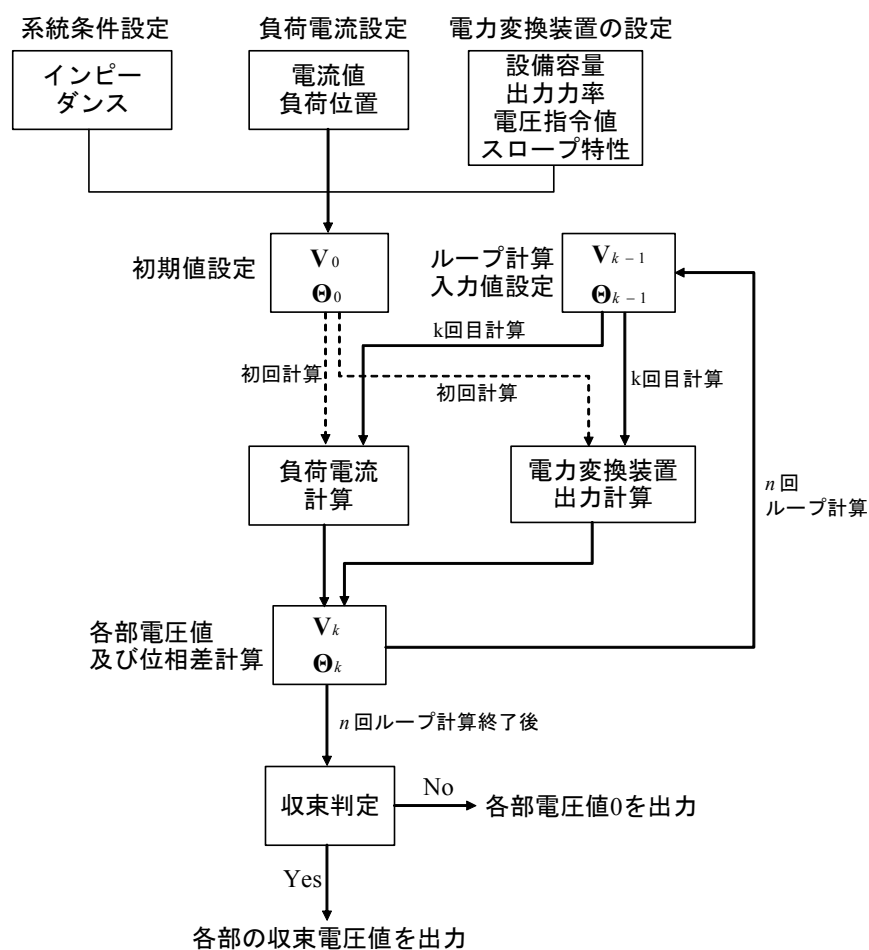 系統条件設定
負荷電流設定
電力変換装置の設定
インピー
ダンス
電流値
負荷位置
設備容量
出力力率
電圧指令値
スロープ特性
初期値設定
V0
Θ0
ループ計算
入力値設定
Vk−1
Θk−1
k回目計算
初回計算
初回計算
k回目計算
負荷電流
計算
電力変換装置
出力計算
n回
ループ計算
各部電圧値
及び位相差計算
Vk
Θk
n回ループ計算終了後
収束判定
No
各部電圧値0を出力
Yes
各部の収束電圧値を出力